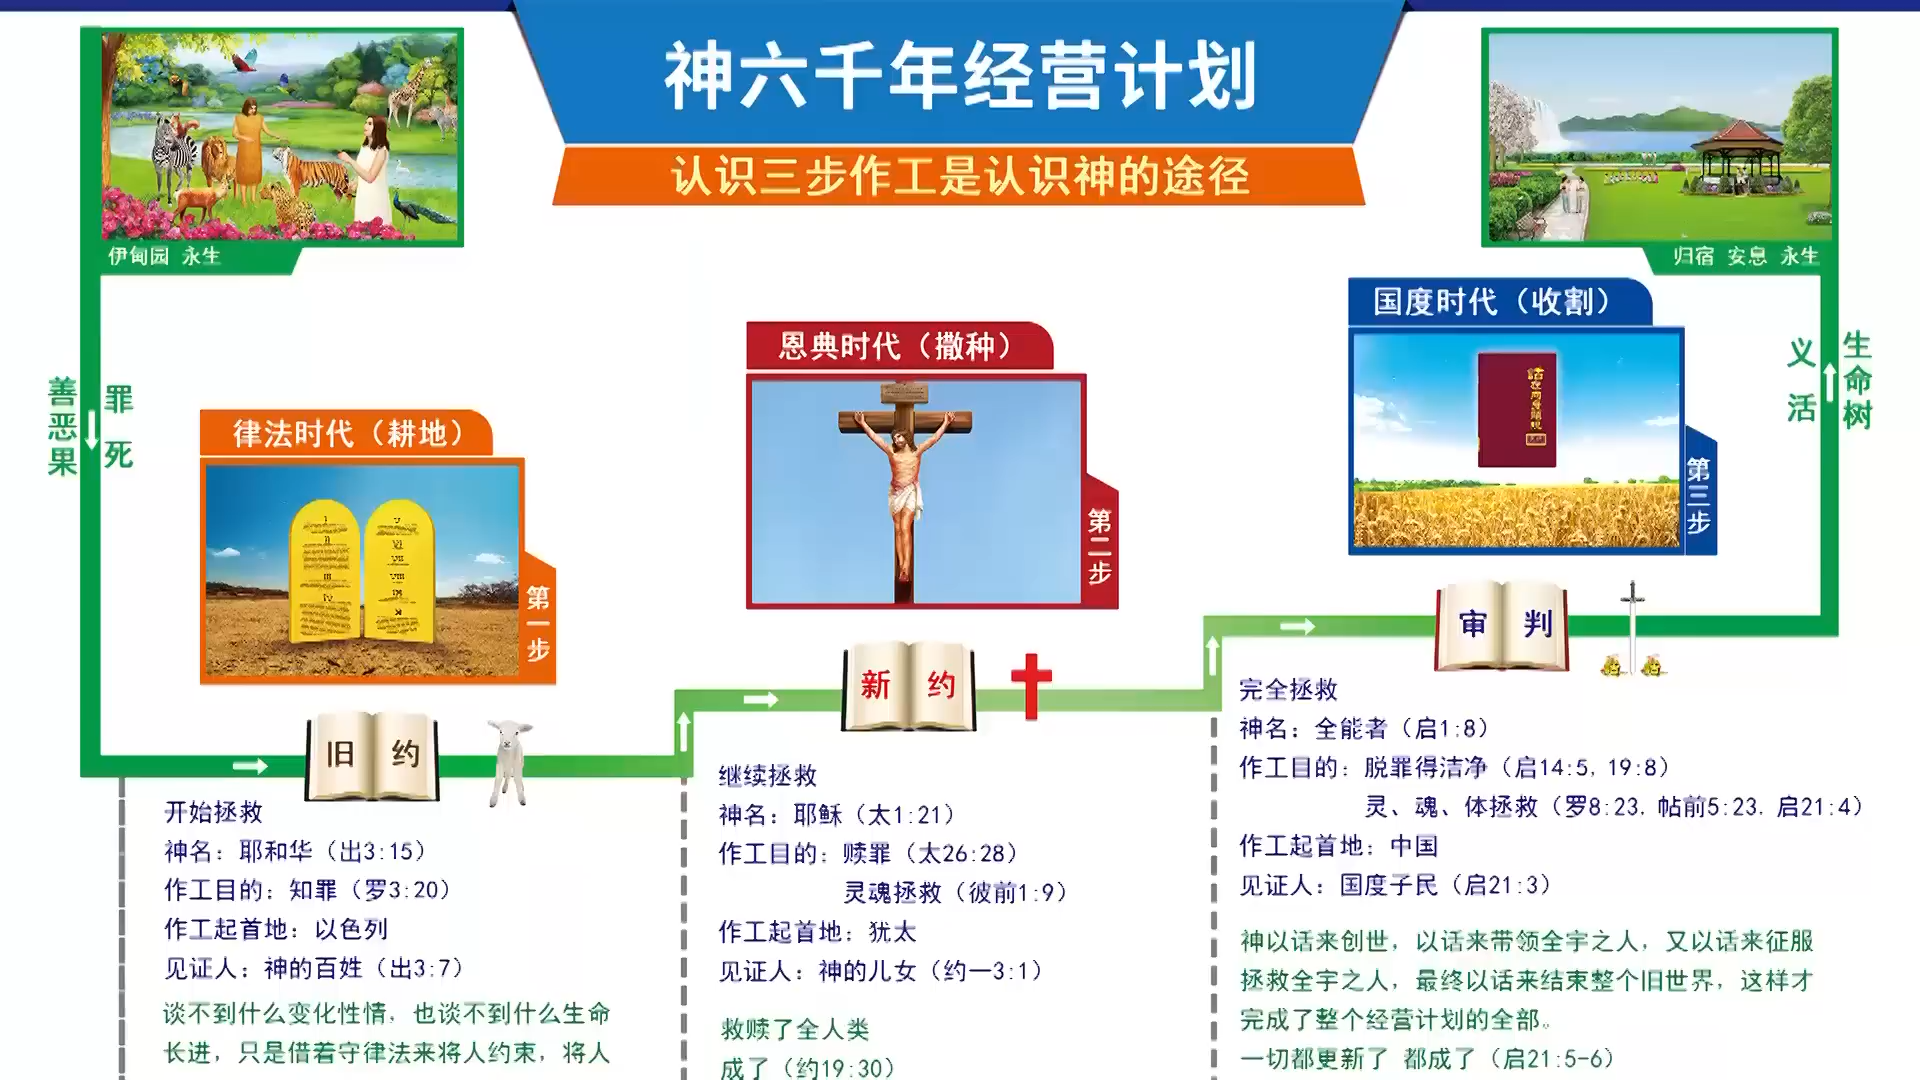 神六千年经营计划
认识三步作工是认识神的途径
伊甸园 永生
归宿 安息 永生
善恶果
罪 死
义 活
生命树
律法时代（耕地）
第一步
恩典时代（撒种）
第二步
国度时代（收割）
第三步
旧 约
开始拯救
神名：耶和华（出3:15）
作工目的：知罪（罗3:20）
作工起首地：以色列
见证人：神的百姓（出3:7）
谈不到什么变化性情，也谈不到什么生命
长进，只是借着守律法来将人约束，将人
新 约
继续拯救
神名：耶稣（太1:21）
作工目的：赎罪（太26:28）
灵魂拯救（彼前1:9）
作工起首地：犹太
见证人：神的儿女（约一3:1）
救赎了全人类
成了（约19:30）
审 判
完全拯救
神名：全能者（启1:8）
作工目的：脱罪得洁净（启14:5，19:8）
灵、魂、体拯救（罗8:23，帖前5:23，启21:4）
作工起首地：中国
见证人：国度子民（启21:3）
神以话来创世，以话来带领全宇之人，又以话来征服
拯救全宇之人，最终以话来结束整个旧世界，这样才
完成了整个经营计划的全部。
一切都更新了 都成了（启21:5-6）